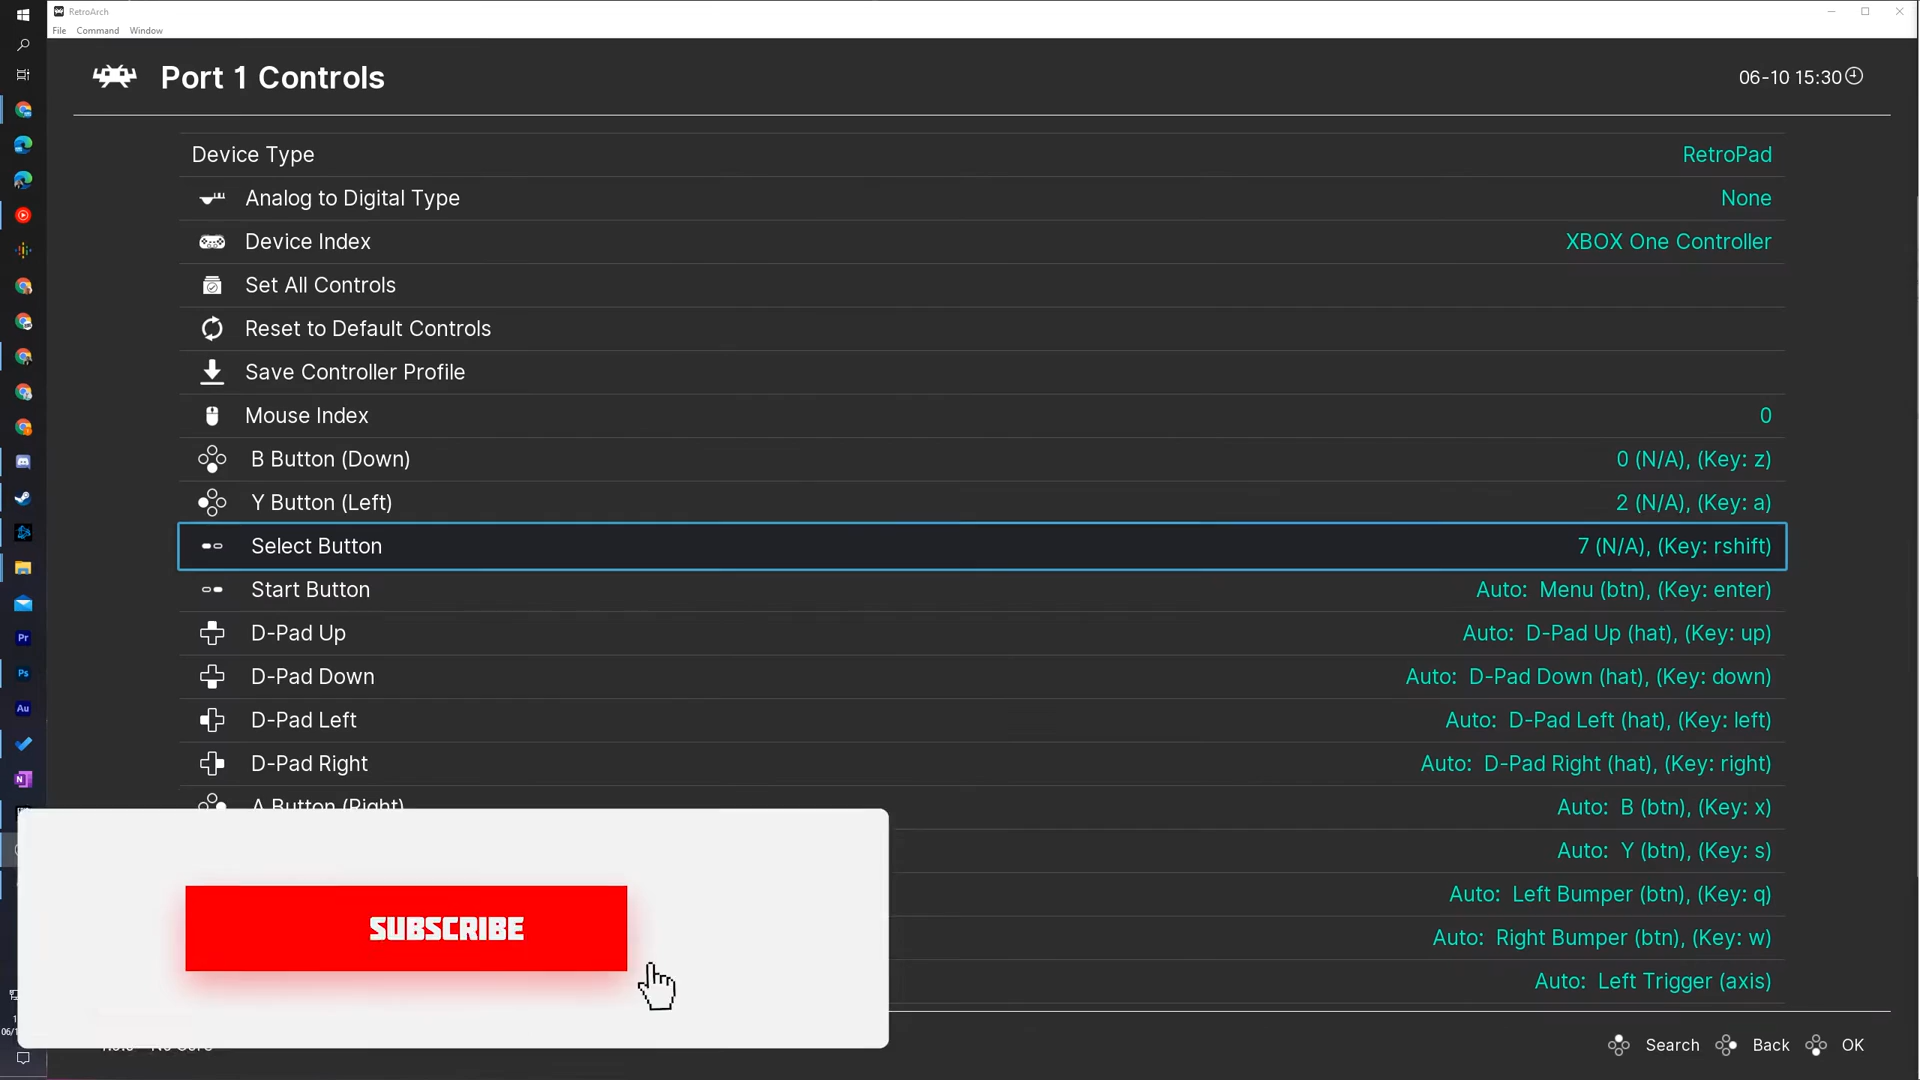 RetroArch
File Command Window
Port 1 Controls
06-10 15:30
Device Type RetroPad
Analog to Digital Type None
Device Index XBOX One Controller
Set All Controls
Reset to Default Controls
Save Controller Profile
Mouse Index 0
B Button (Down) 0 (N/A), (Key: z)
Y Button (Left) 2 (N/A), (Key: a)
Select Button 7 (N/A), (Key: rshift)
Start Button Auto: Menu (btn), (Key: enter)
D-Pad Up Auto: D-Pad Up (hat), (Key: up)
D-Pad Down Auto: D-Pad Down (hat), (Key: down)
D-Pad Left Auto: D-Pad Left (hat), (Key: left)
D-Pad Right Auto: D-Pad Right (hat), (Key: right)
A Button (Right) Auto: B (btn), (Key: x)
Auto: Y (btn), (Key: s)
Auto: Left Bumper (btn), (Key: q)
SUBSCRIBE
Auto: Right Bumper (btn), (Key: w)
Auto: Left Trigger (axis)
Search Back OK
Pr
Ps
Au